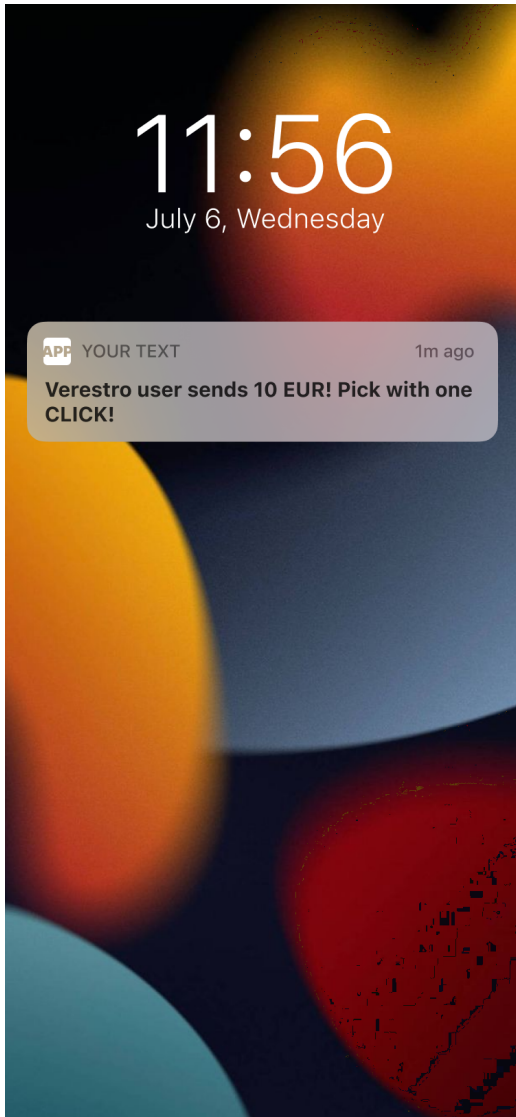 11:56
July 6, Wednesday
APP YOUR TEXT 1m ago
Verestro user sends 10 EUR! Pick with one
CLICK!